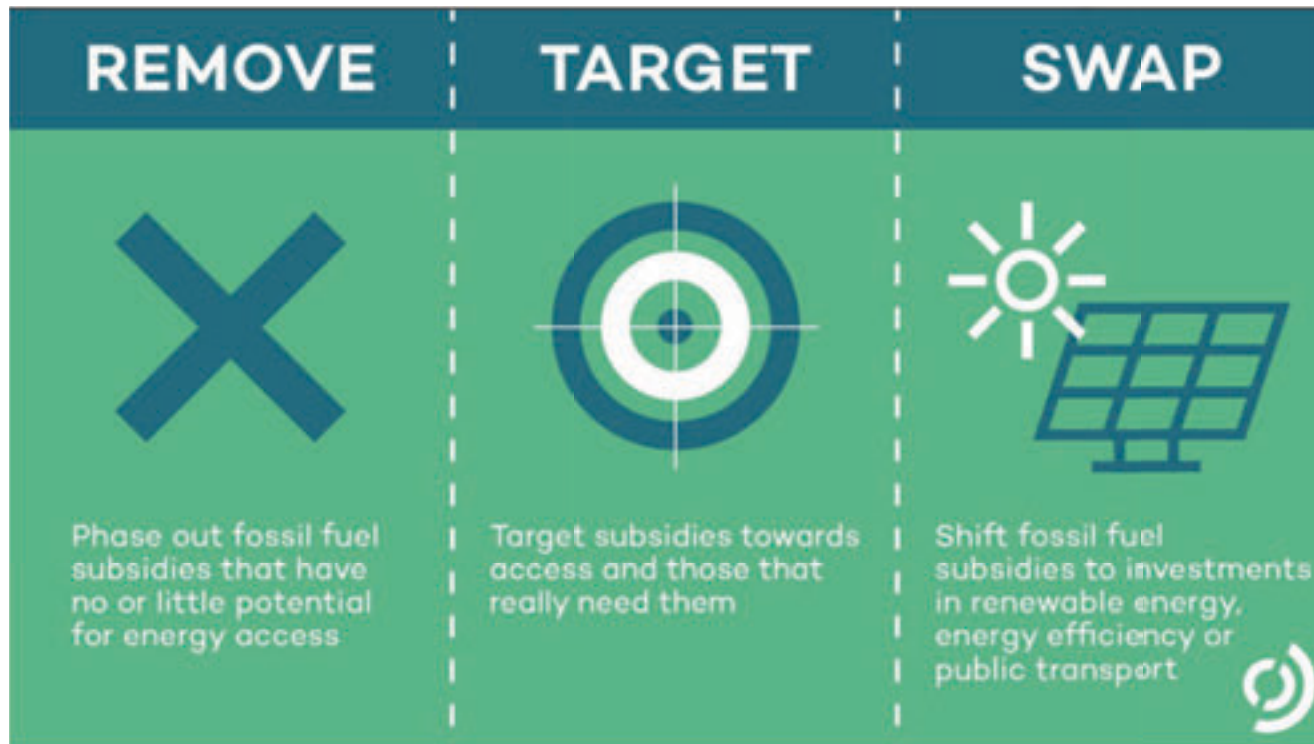 REMOVE
Phase out fossil fuel
subsidies that have
no or little potential
for energy access
TARGET
Target subsidies towards
access and those that
really need them
SWAP
Shift fossil fuel
subsidies to investments
in renewable energy,
energy efficiency or
public transport